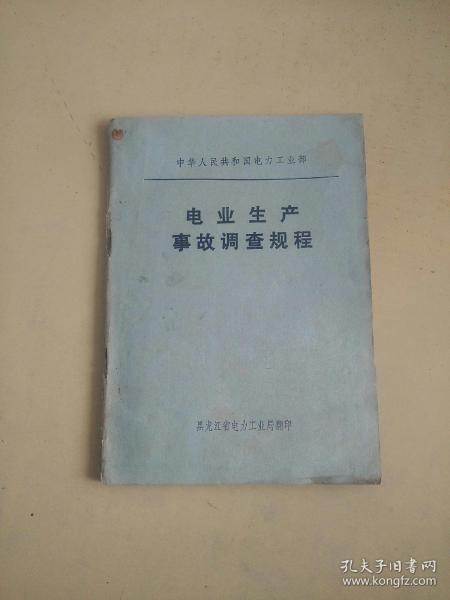 中华人民共和国电力工业部
电业生产
事故调查规程
黑龙江省电力工业局翻印
孔夫子旧书网
www.kongfz.com